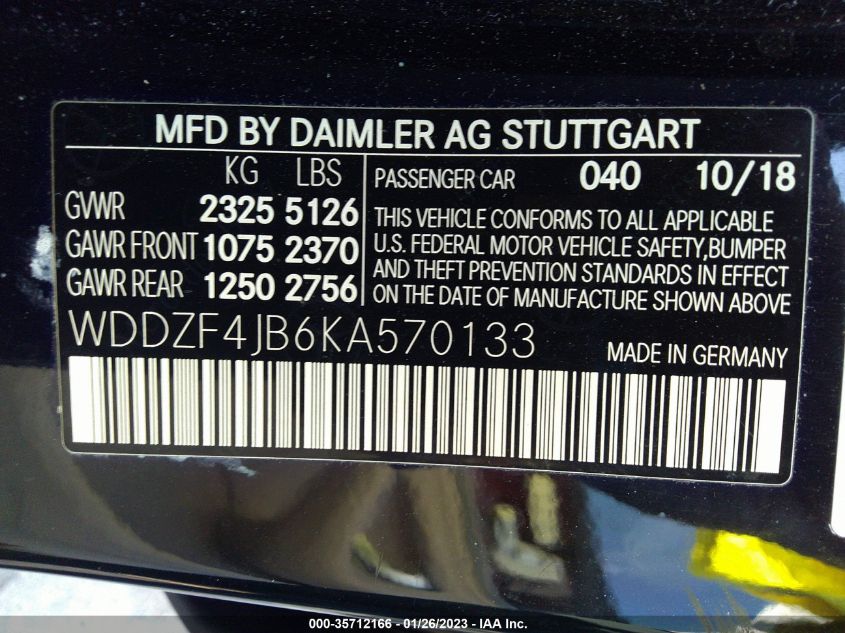 MFD BY DAIMLER AG STUTTGART
KG LBS
GVWR 2325 5126
GAWR FRONT 1075 2370
GAWR REAR 1250 2756
PASSENGER CAR 040 10/18
THIS VEHICLE CONFORMS TO ALL APPLICABLE
U.S. FEDERAL MOTOR VEHICLE SAFETY,BUMPER
AND THEFT PREVENTION STANDARDS IN EFFECT
ON THE DATE OF MANUFACTURE SHOWN ABOVE
WDDZF4JB6KA570133
MADE IN GERMANY
000-35712166 - 01/26/2023 - IAA Inc.